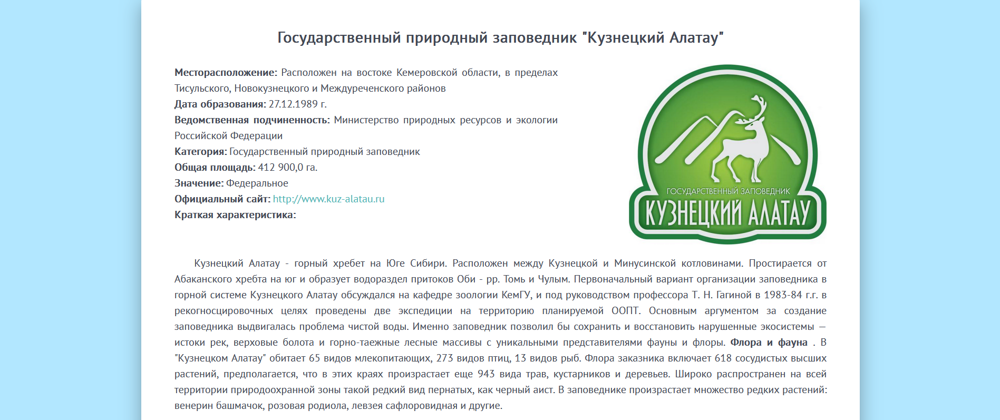 Государственный природный заповедник "Кузнецкий Алатау"
Месторасположение: Расположен на востоке Кемеровской области, в пределах
Тисульского, Новокузнецкого и Междуреченского районов
Дата образования: 27.12.1989 г.
Ведомственная подчиненность: Министерство природных ресурсов и экологии
Российской Федерации
Категория: Государственный природный заповедник
Общая площадь: 412 900,0 га.
Значение: Федеральное
Официальный сайт: http://www.kuz-alatau.ru
Краткая характеристика:
ГОСУДАРСТВЕННЫЙ ЗАПОВЕДНИК
КУЗНЕЦКИЙ АЛАТАУ
Кузнецкий Алатау - горный хребет на Юге Сибири. Расположен между Кузнецкой и Минусинской котловинами. Простирается от
Абаканского хребта на юг и образует водораздел притоков Оби - рр. Томь и Чулым. Первоначальный вариант организации заповедника в
горной системе Кузнецкого Алатау обсуждался на кафедре зоологии КемГУ, и под руководством профессора Т. Н. Гагиной в 1983-84 г.г. в
рекогносцировочных целях проведены две экспедиции на территорию планируемой ООПТ. Основным аргументом за создание
заповедника выдвигалась проблема чистой воды. Именно заповедник позволил бы сохранить и восстановить нарушенные экосистемы —
истоки рек, верховые болота и горно-таежные лесные массивы с уникальными представителями фауны и флоры. Флора и фауна . В
"Кузнецком Алатау" обитает 65 видов млекопитающих, 273 видов птиц, 13 видов рыб. Флора заказника включает 618 сосудистых высших
растений, предполагается, что в этих краях произрастает еще 943 вида трав, кустарников и деревьев. Широко распространен на всей
территории природоохранной зоны такой редкий вид пернатых, как черный аист. В заповеднике произрастает множество редких растений:
венерин башмачок, розовая родиола, левзея сафлоровидная и другие.